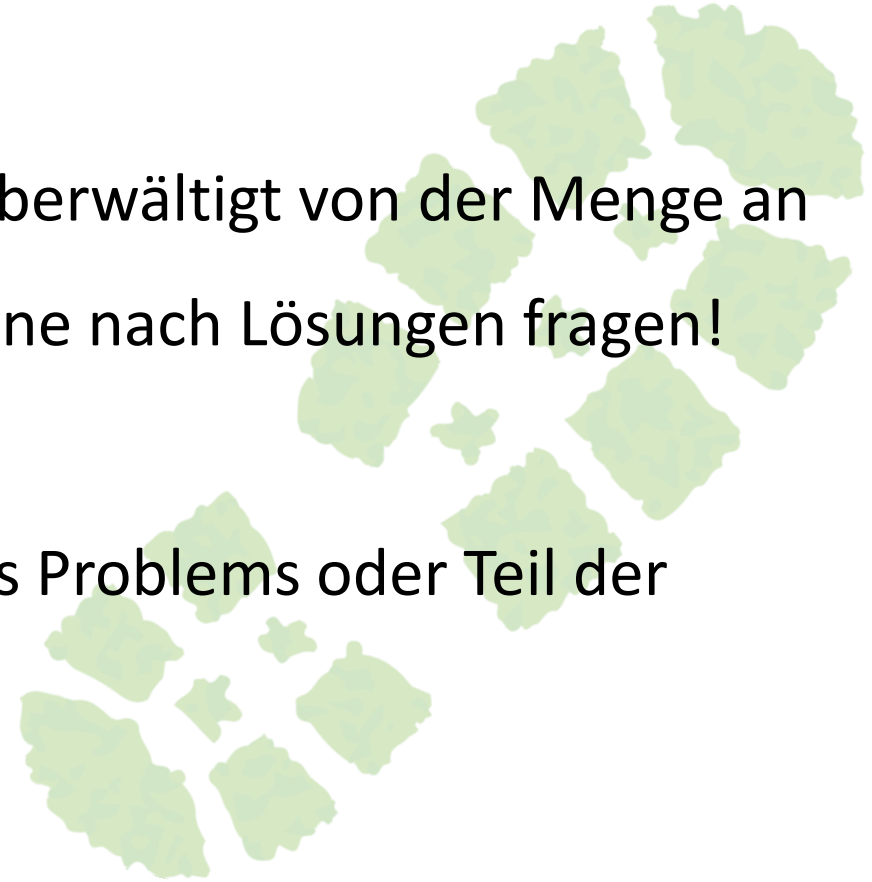 berwältigt von der Menge an
ne nach Lösungen fragen!
s Problems oder Teil der